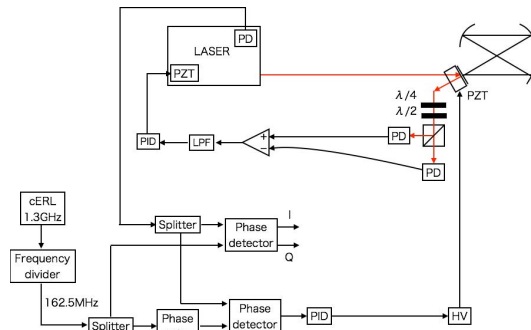 PD
LASER
PZT
PZT
λ/4
λ/2
PID
LPF
+
−
PD
PD
cERL
1.3GHz
Splitter
Phase
detector
I
Q
Frequency
divider
162.5MHz
Splitter
Phase
Phase
detector
PID
HV